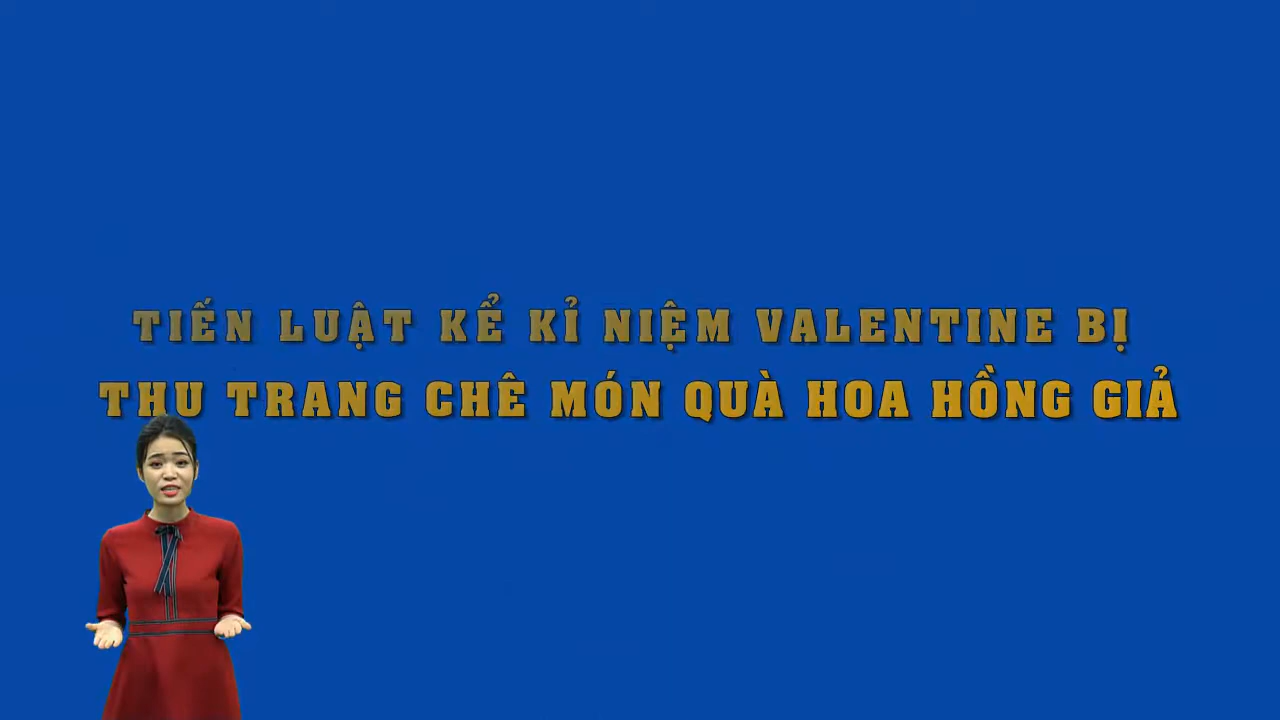 TIẾN LUẬT KỂ KỈ NIỆM VALENTINE BỊ
THU TRANG CHÊ MÓN QUÀ HOA HỒNG GIẢ